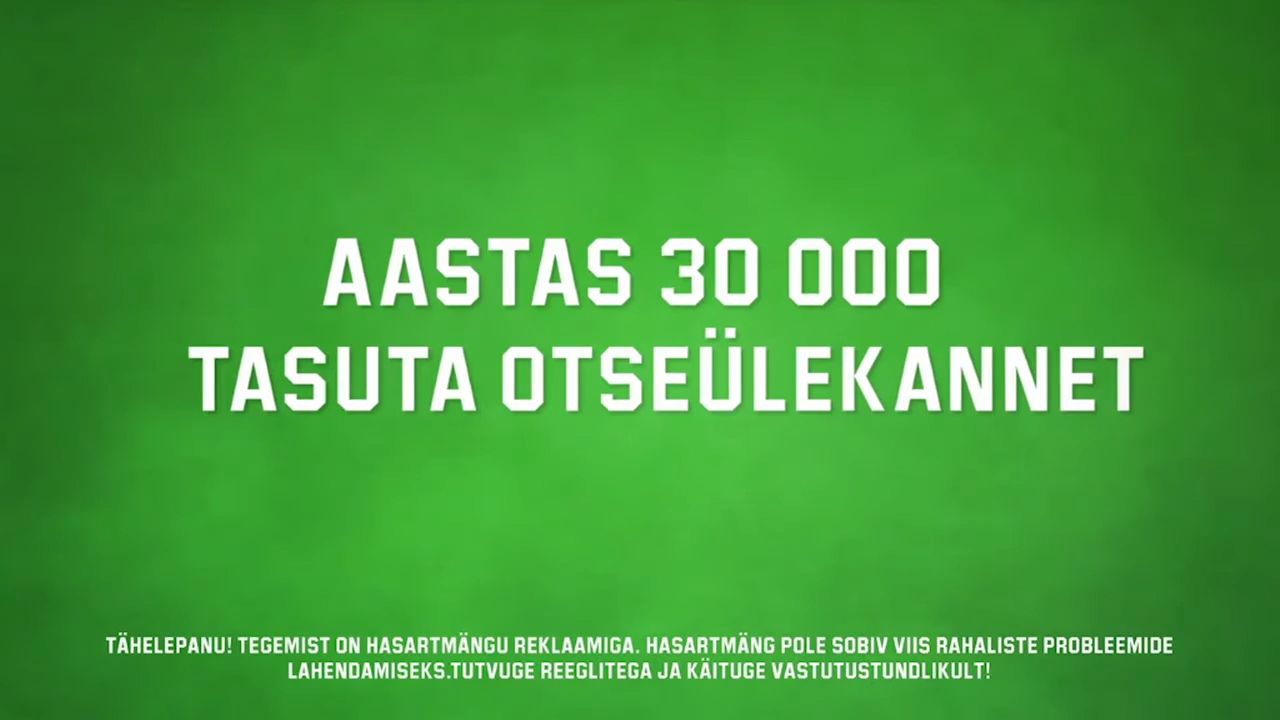 AASTAS 30 000
TASUTA OTSEÜLEKANNET
TÄHELEPANU! TEGEMIST ON HASARTMÄNGU REKLAAMIGA. HASARTMÄNG POLE SOBIV VIIS RAHALISTE PROBLEEMIDE
LAHENDAMISEKS.TUTVUGE REEGLITEGA JA KÄITUGE VASTUTUSTUNDLIKULT!